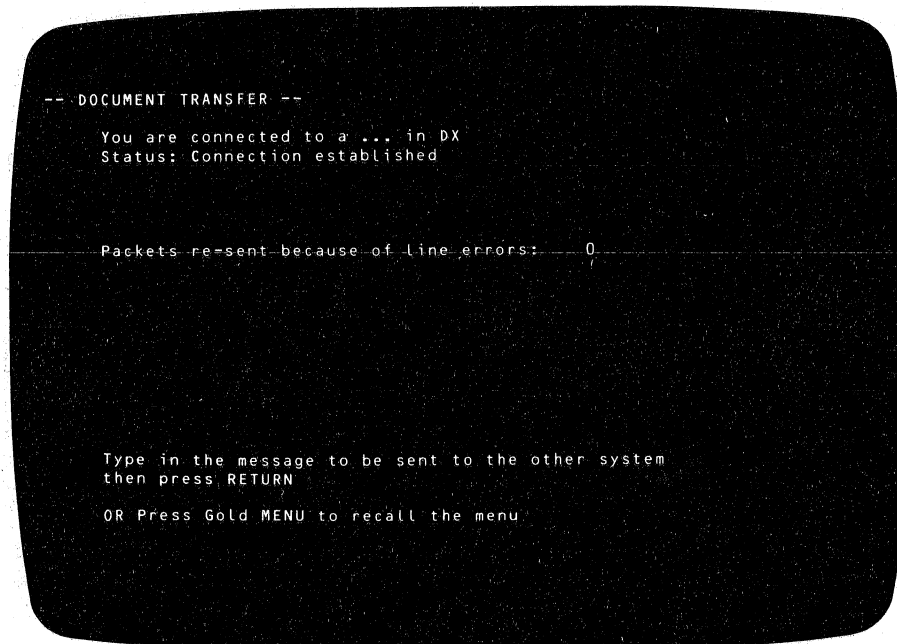 -- DOCUMENT TRANSFER --
You are connected to a ... in DX
Status: Connection established
Packets re-sent because of line errors: 0
Type in the message to be sent to the other system
then press RETURN
OR Press Gold MENU to recall the menu